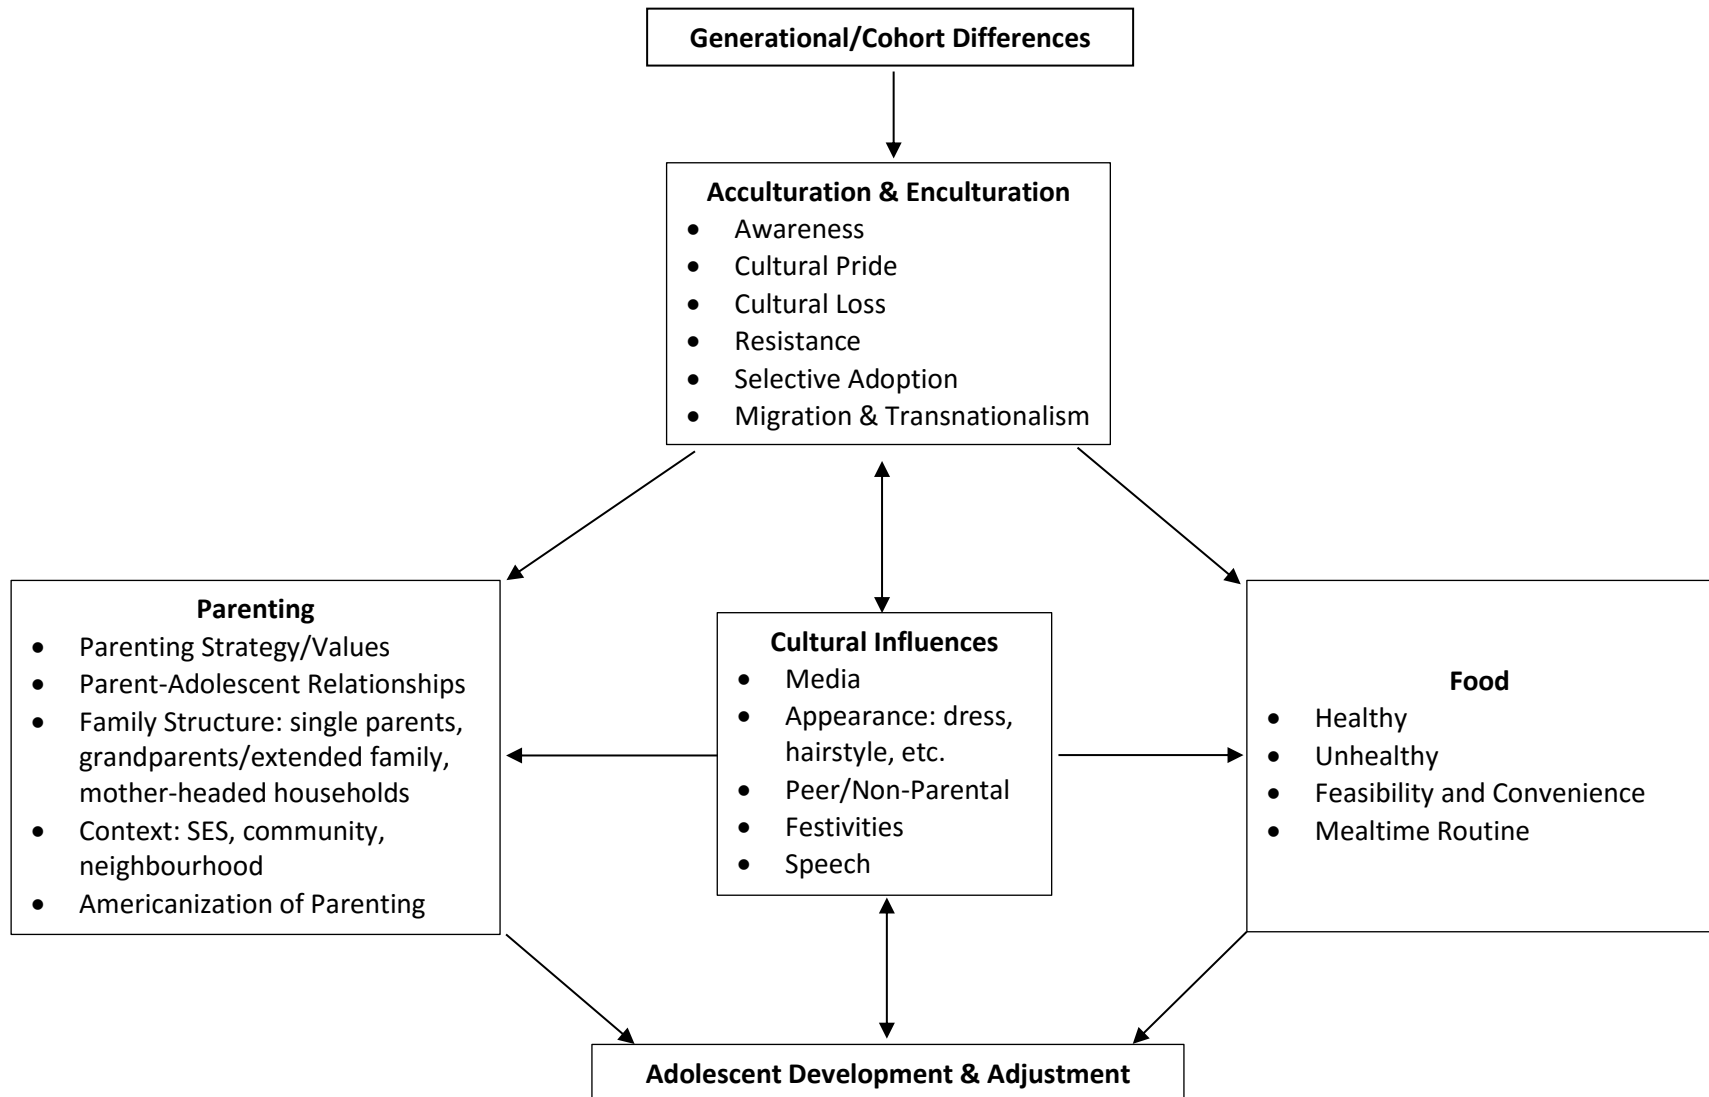 Generational/Cohort Differences
Acculturation & Enculturation
• Awareness
• Cultural Pride
• Cultural Loss
• Resistance
• Selective Adoption
• Migration & Transnationalism
Parenting
• Parenting Strategy/Values
• Parent-Adolescent Relationships
• Family Structure: single parents,
grandparents/extended family,
mother-headed households
• Context: SES, community,
neighbourhood
• Americanization of Parenting
Cultural Influences
• Media
• Appearance: dress,
hairstyle, etc.
• Peer/Non-Parental
• Festivities
• Speech
Food
• Healthy
• Unhealthy
• Feasibility and Convenience
• Mealtime Routine
Adolescent Development & Adjustment